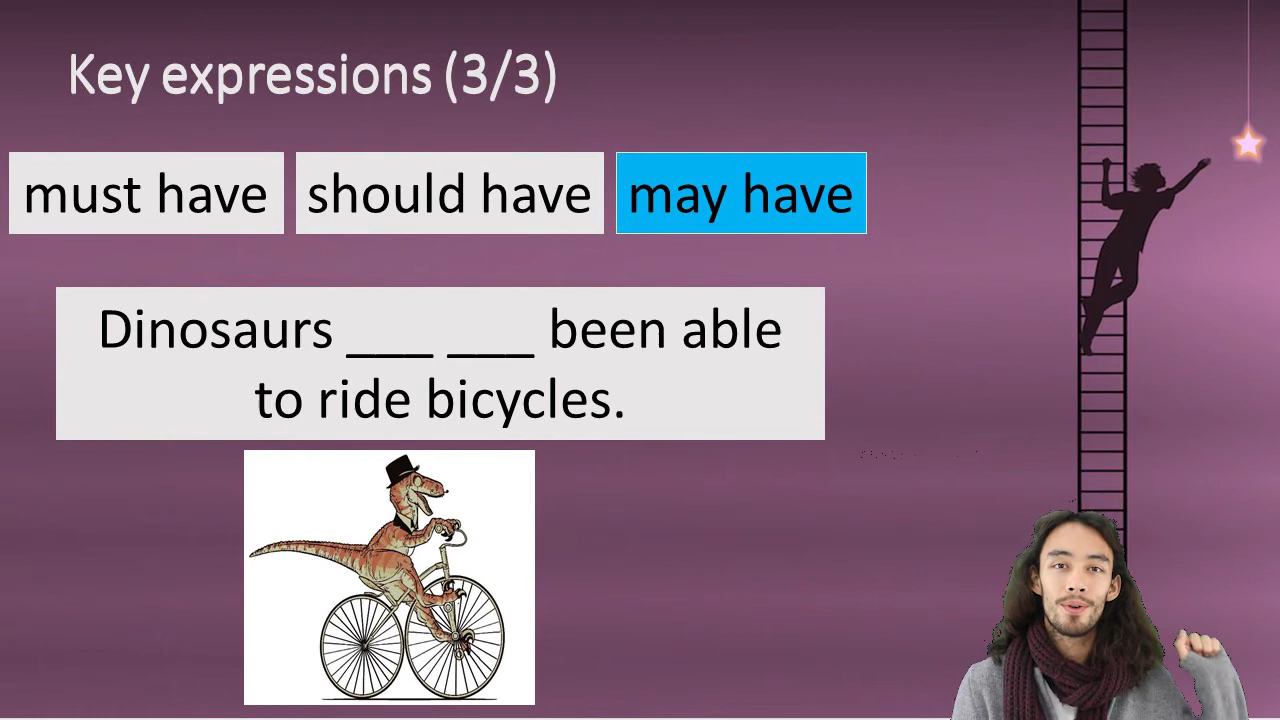 Key expressions (3/3)
must have should have may have
Dinosaurs ___ ___ been able
to ride bicycles.